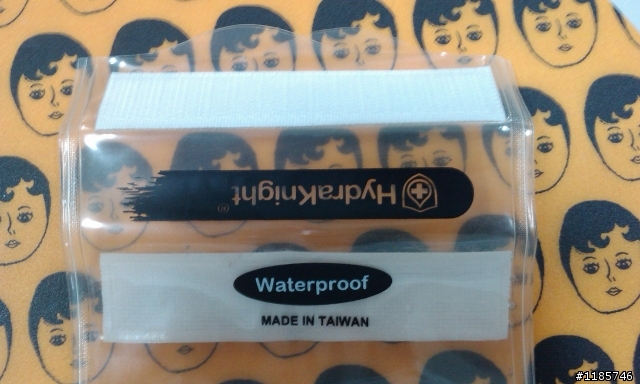 HydraKnight®
Waterproof
MADE IN TAIWAN
#1185746